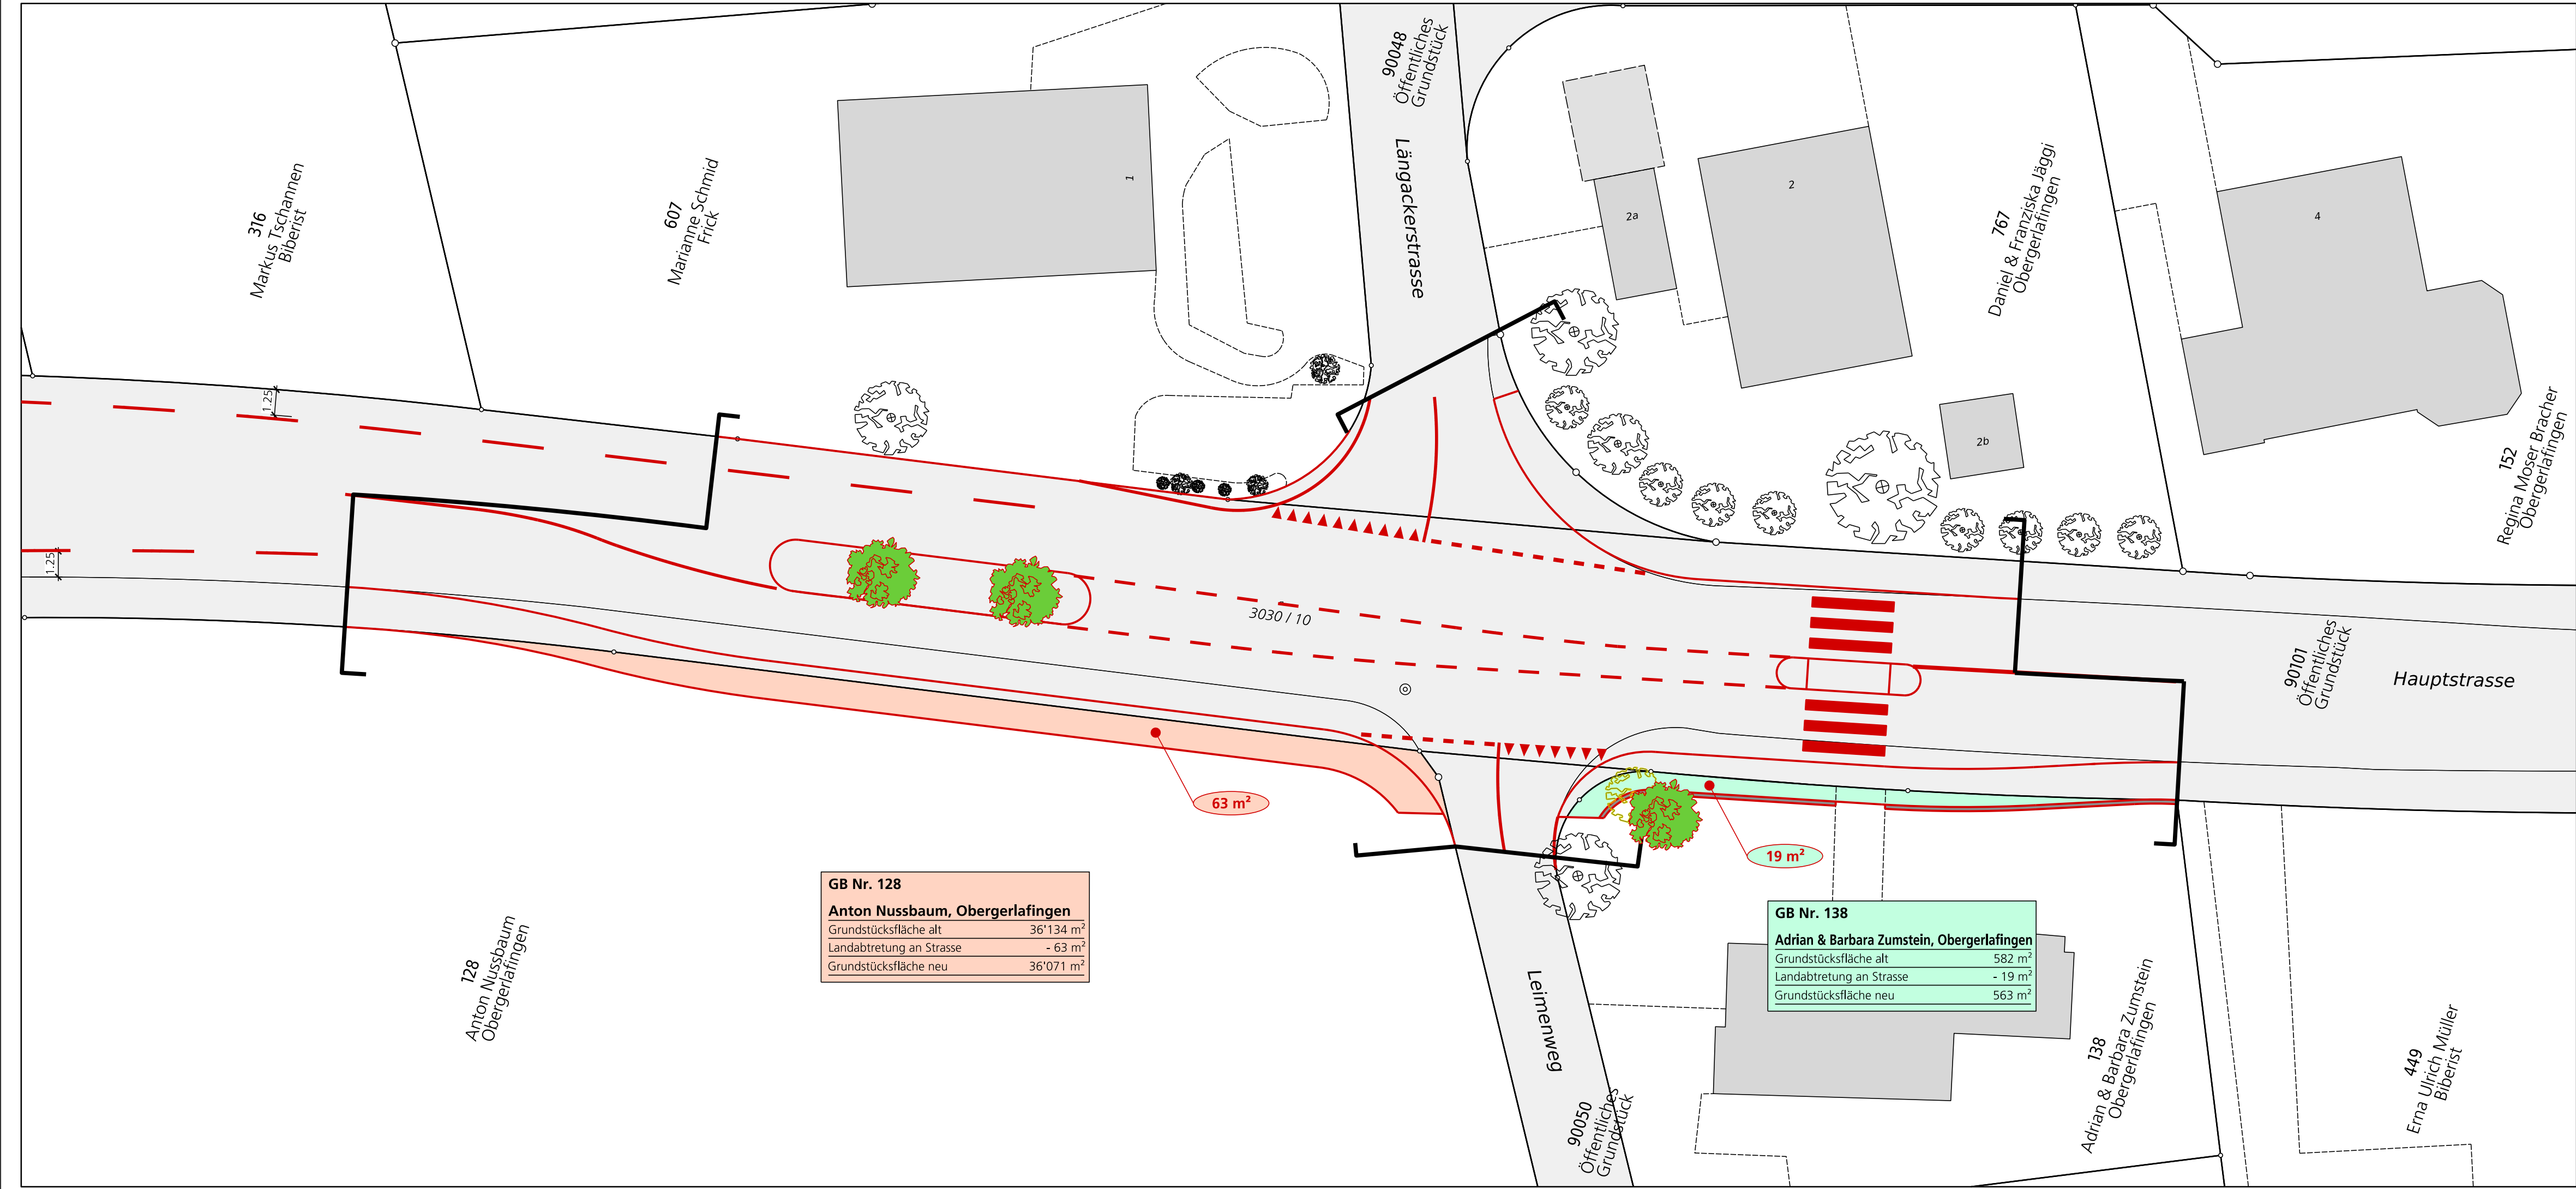 316
Markus Tschannen
Biberist
607
Marianne Schmid
Frick
1
90048
Öffentliches
Grundstück
Längackerstrasse
2a
2
2b
767
Daniel & Franziska Jäggi
Obergerlafingen
4
152
Regina Moser Bracher
Obergerlafingen
1.25
1.25
3030 / 10
90101
Öffentliches
Grundstück
Hauptstrasse
63 m²
19 m²
GB Nr. 128
Anton Nussbaum, Obergerlafingen
Grundstücksfläche alt 36'134 m²
Landabtretung an Strasse - 63 m²
Grundstücksfläche neu 36'071 m²
GB Nr. 138
Adrian & Barbara Zumstein, Obergerlafingen
Grundstücksfläche alt 582 m²
Landabtretung an Strasse - 19 m²
Grundstücksfläche neu 563 m²
128
Anton Nussbaum
Obergerlafingen
Leimenweg
90050
Öffentliches
Grundstück
138
Adrian & Barbara Zumstein
Obergerlafingen
449
Erna Ulrich Müller
Biberist